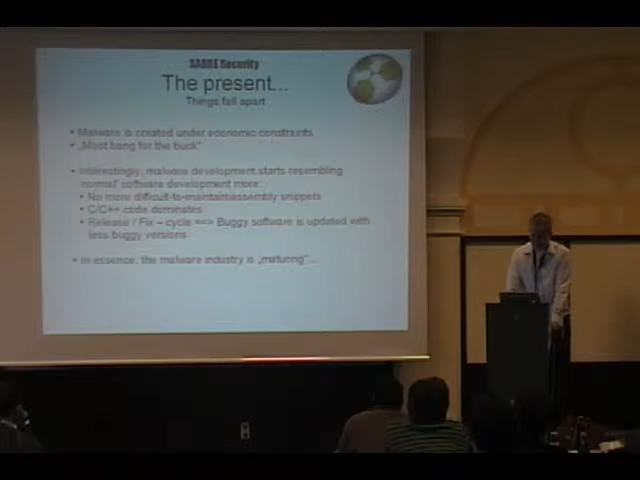 SABRE Security
The present...
Things fall apart
• Malware is created under economic constraints
• „Most bang for the buck"
• Interestingly, malware development starts resembling
normal' software development more:
• No more difficult-to-maintain assembly snippets
• C/C++ code dominates
• Release / Fix – cycle ==> Buggy software is updated with
less buggy versions
• In essence, the malware industry is „maturing"...